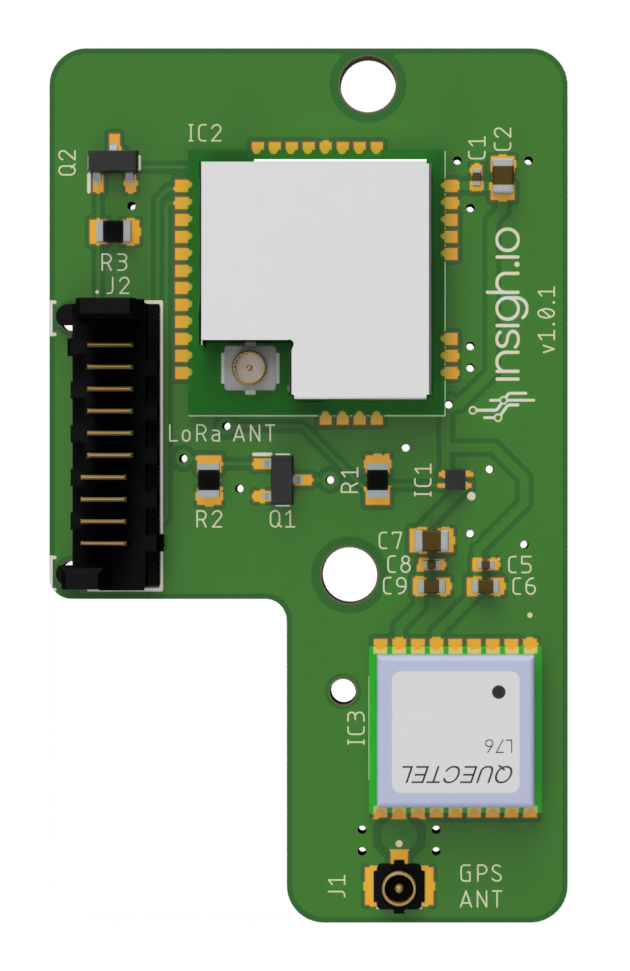 IC2
Q2
C1
C2
R3
J2
insigh.io
v1.0.1
LoRa ANT
R2
Q1
R1
IC1
C7
C8
C9
C5
C6
IC3
L76
QUECTEL
J1
GPS
ANT